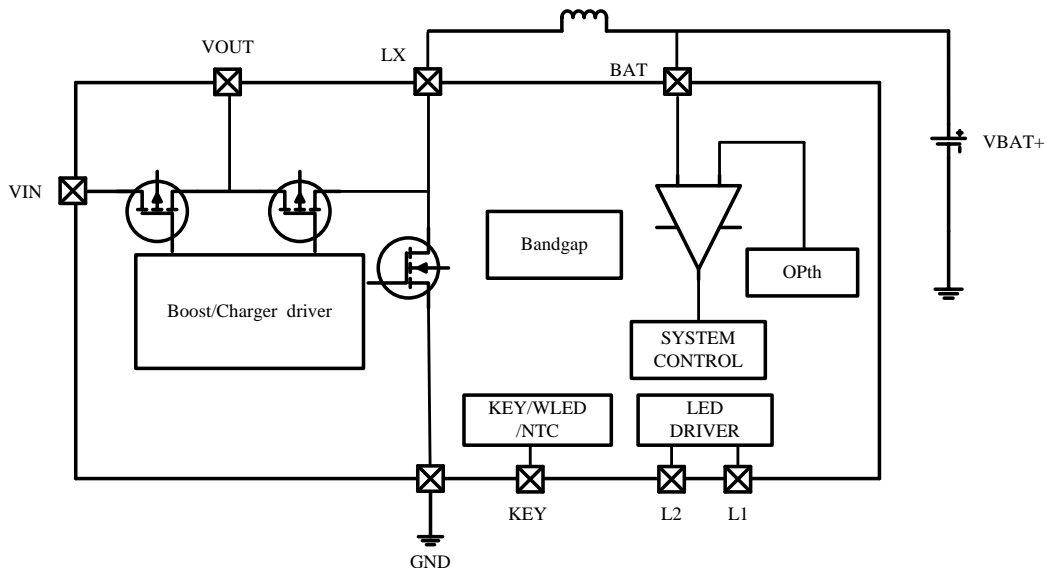 VOUT
LX
BAT
VBAT+
VIN
Bandgap
OPth
Boost/Charger driver
SYSTEM
CONTROL
KEY/WLED
/NTC
LED
DRIVER
KEY
L2
L1
GND